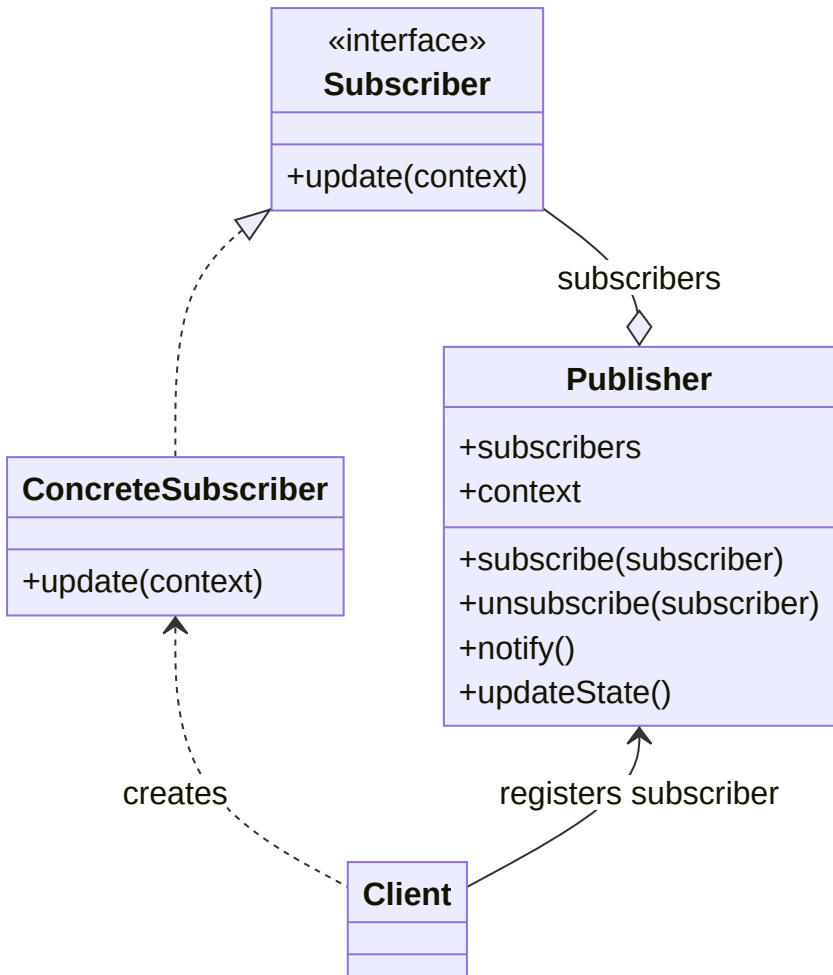 «interface»
Subscriber
+update(context)
subscribers
Publisher
+subscribers
+context
+subscribe(subscriber)
+unsubscribe(subscriber)
+notify()
+updateState()
ConcreteSubscriber
+update(context)
creates
registers subscriber
Client